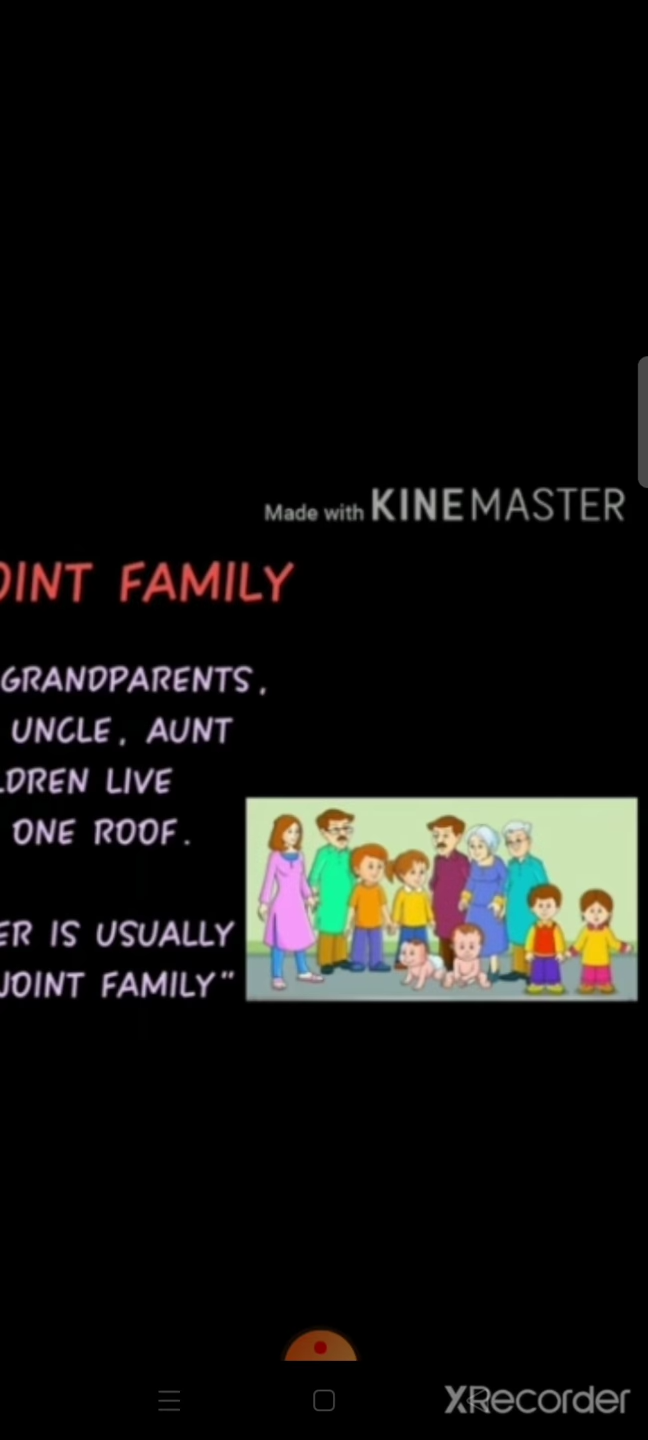 Made with KINEMASTER
OINT FAMILY
GRANDPARENTS,
UNCLE, AUNT
LDREN LIVE
ONE ROOF.
ER IS USUALLY
JOINT FAMILY"
XRecorder